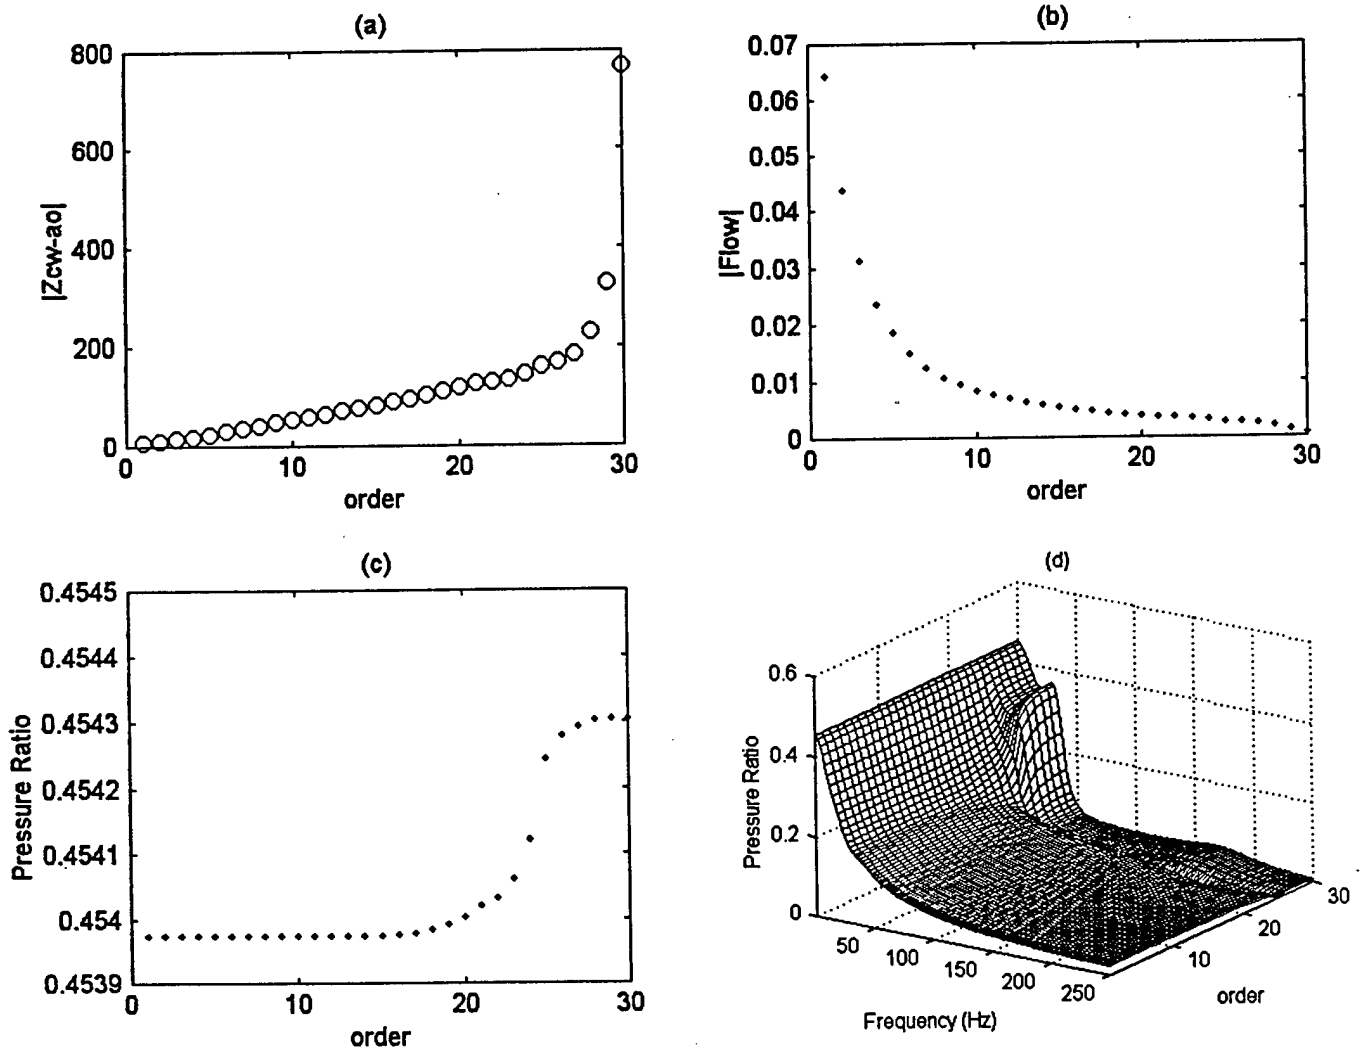 (a)
800
600
400
200
0
|Zcw-ao|
0 10 20 30
order
(b)
0.07
0.06
0.05
0.04
0.03
0.02
0.01
0
|Flow|
0 10 20 30
order
(c)
0.4545
0.4544
0.4543
0.4542
0.4541
0.454
0.4539
Pressure Ratio
0 10 20 30
order
(d)
0.6
0.4
0.2
0
Pressure Ratio
50 100 150 200 250
Frequency (Hz)
10 20 30
order